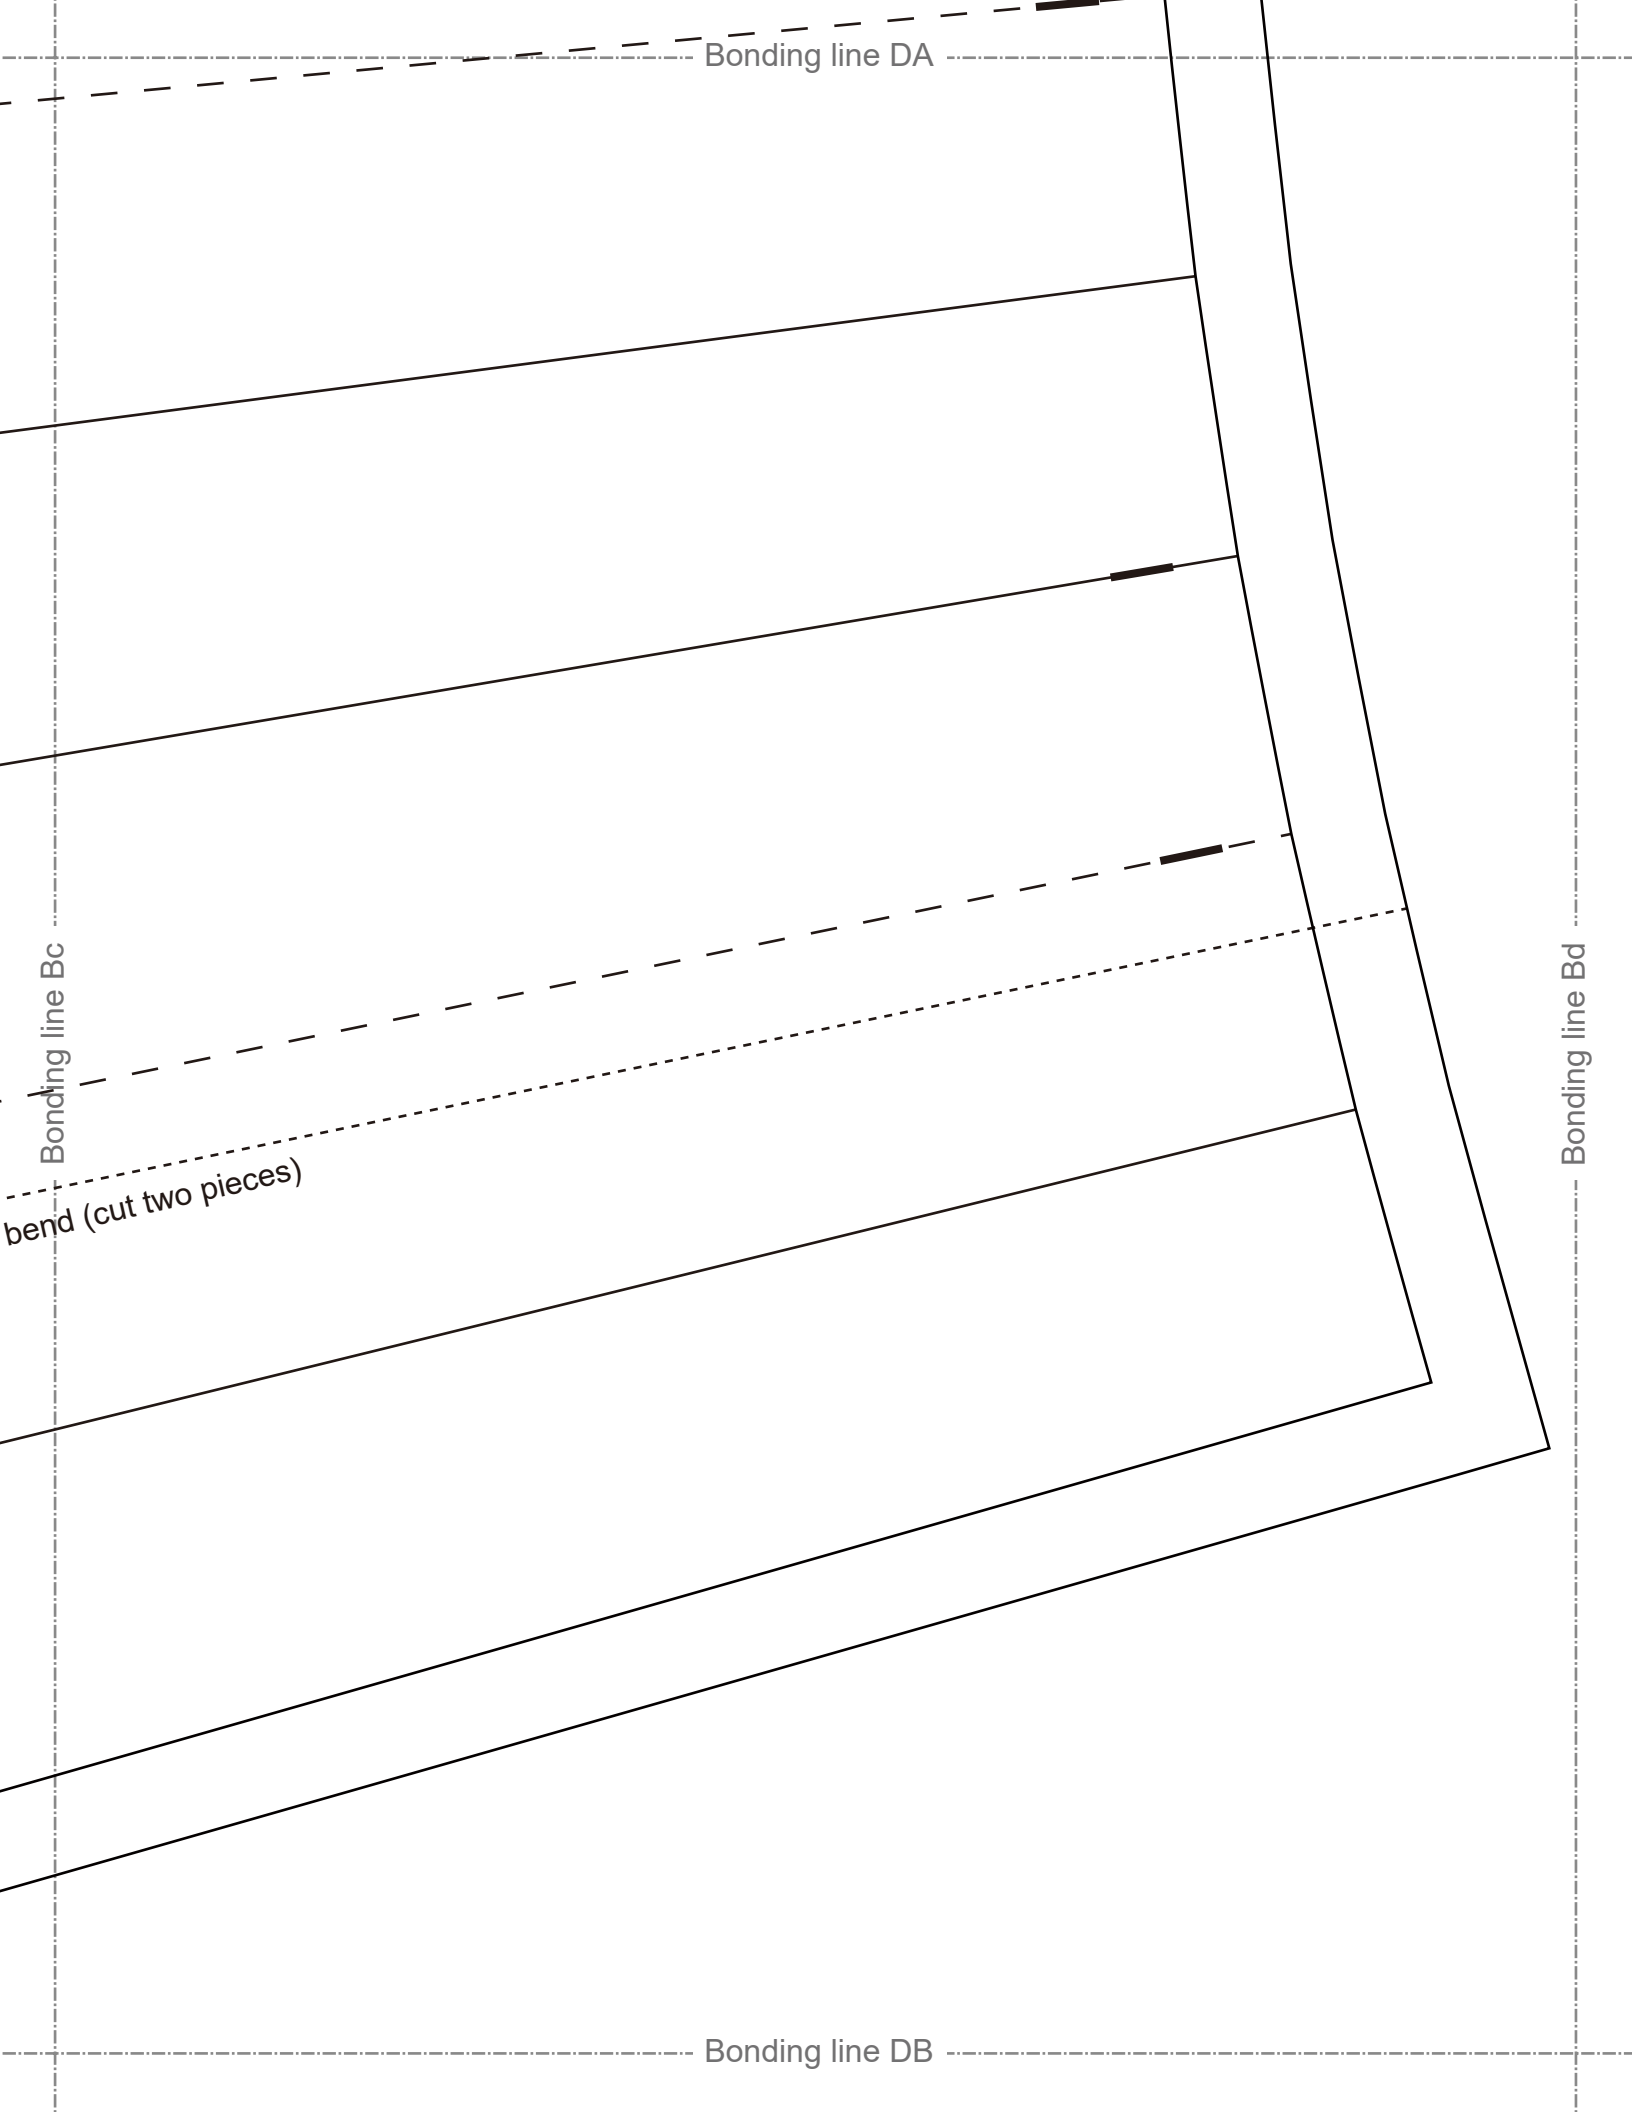 Bonding line DA
Bonding line Bc
Bonding line Bd
bend (cut two pieces)
Bonding line DB